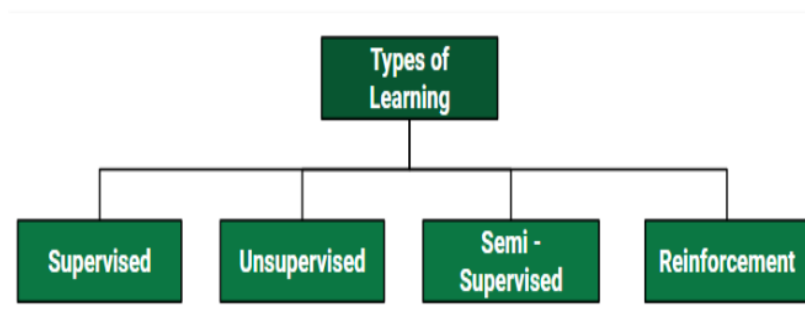 Types of
Learning
Supervised
Unsupervised
Semi -
Supervised
Reinforcement